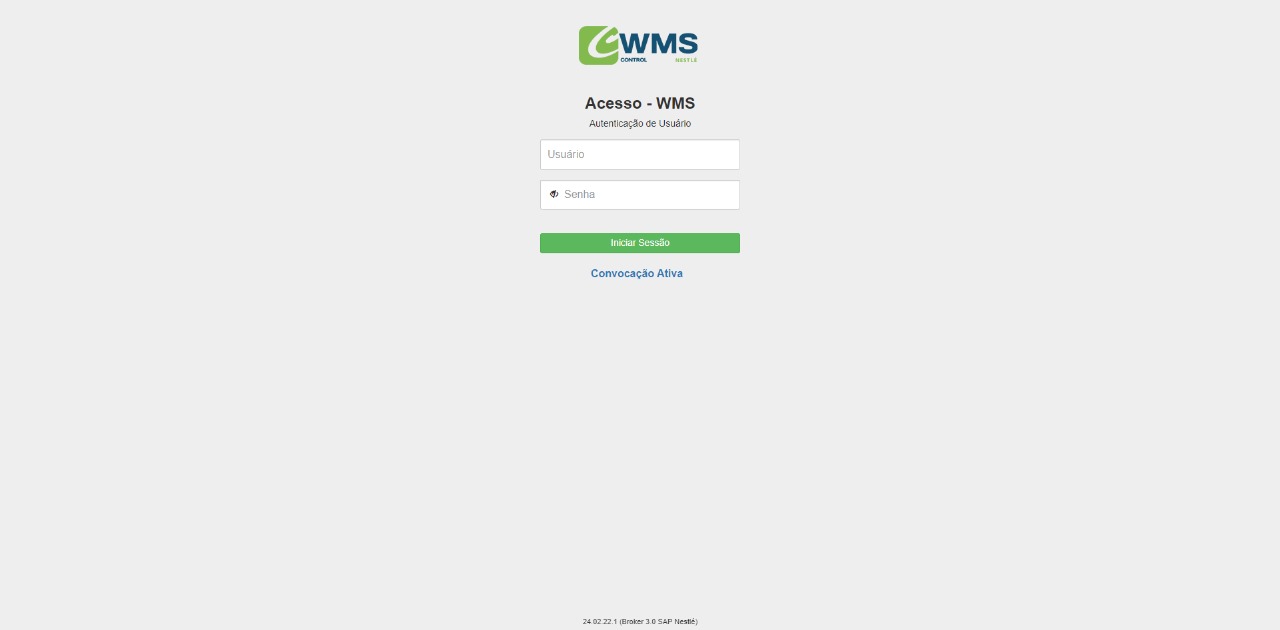 WMS
CONTROL NESTLÉ
Acesso - WMS
Autenticação de Usuário
Usuário
Senha
Iniciar Sessão
Convocação Ativa
24.02.22.1 (Broker 3.0 SAP Nestlé)